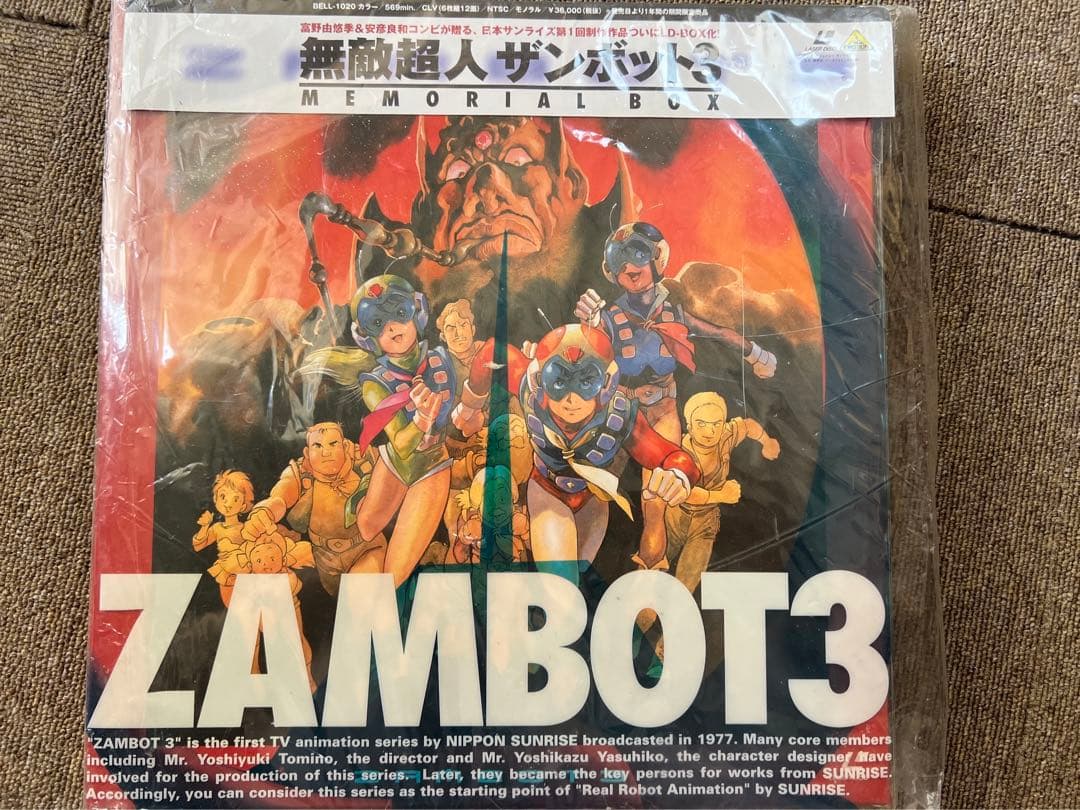 BELL-1020 カラー/569min./CLV(6枚組12面)/NTSC/モノラル/¥36,000(税抜)
富野由悠季&安彦良和コンビが贈る、日本サンライズ第1回制作作品ついにLD-BOX化!
無敵超人 ザンボット3
MEMORIAL BOX
LASER DISC
EMOTION
ZAMBOT3
"ZAMBOT 3" is the first TV animation series by NIPPON SUNRISE broadcasted in 1977. Many core members
including Mr. Yoshiyuki Tomino, the director and Mr. Yoshikazu Yasuhiko, the character designer have
involved for the production of this series. Later, they became the key persons for works from SUNRISE.
Accordingly, you can consider this series as the starting point of "Real Robot Animation" by SUNRISE.